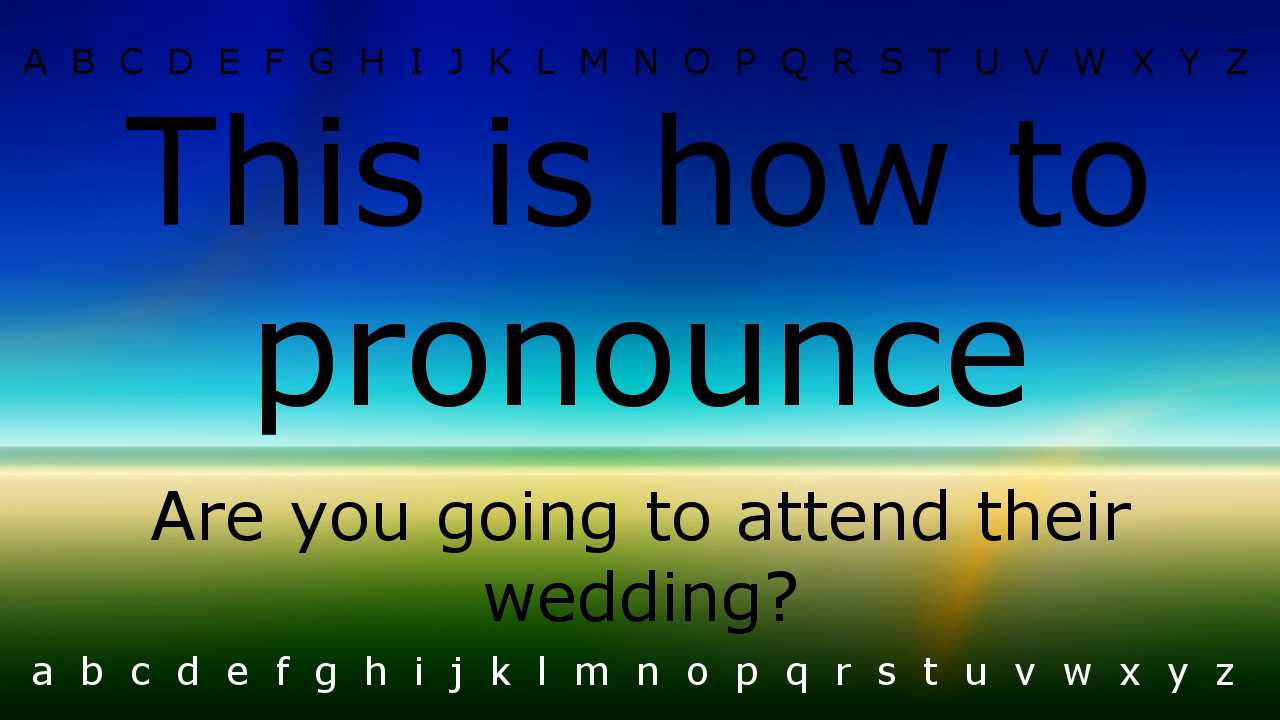 A B C D E F G H I J K L M N O P Q R S T U V W X Y Z
This is how to
pronounce
Are you going to attend their
wedding?
a b c d e f g h i j k l m n o p q r s t u v w x y z